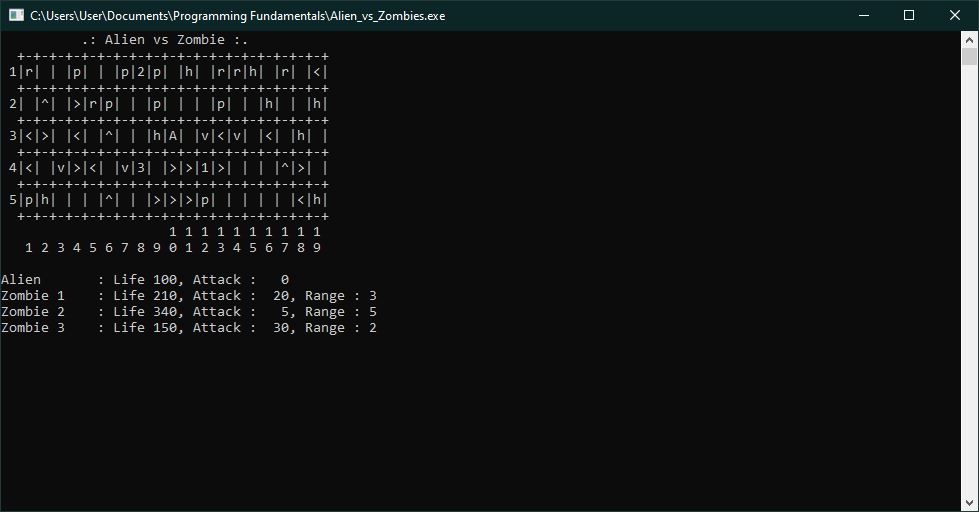 C:\Users\User\Documents\Programming Fundamentals\Alien_vs_Zombies.exe
          .: Alien vs Zombie :.
  +-+-+-+-+-+-+-+-+-+-+-+-+-+-+-+-+-+-+-+
 1|r| | |p| | |p|2|p| |h| |r|r|h| |r| |<|
  +-+-+-+-+-+-+-+-+-+-+-+-+-+-+-+-+-+-+-+
 2| |^| |>|r|p| | |p| | | |p| | |h| | |h|
  +-+-+-+-+-+-+-+-+-+-+-+-+-+-+-+-+-+-+-+
 3|<|>| |<| |^| | |h|A| |v|<|v| |<| |h| |
  +-+-+-+-+-+-+-+-+-+-+-+-+-+-+-+-+-+-+-+
 4|<| |v|>|<| |v|3| |>|>|1|>| | | |^|>| |
  +-+-+-+-+-+-+-+-+-+-+-+-+-+-+-+-+-+-+-+
 5|p|h| | | |^| | |>|>|>|p| | | | | |<|h|
  +-+-+-+-+-+-+-+-+-+-+-+-+-+-+-+-+-+-+-+
                     1 1 1 1 1 1 1 1 1 1
   1 2 3 4 5 6 7 8 9 0 1 2 3 4 5 6 7 8 9
Alien       : Life 100, Attack :   0
Zombie 1    : Life 210, Attack :  20, Range : 3
Zombie 2    : Life 340, Attack :   5, Range : 5
Zombie 3    : Life 150, Attack :  30, Range : 2